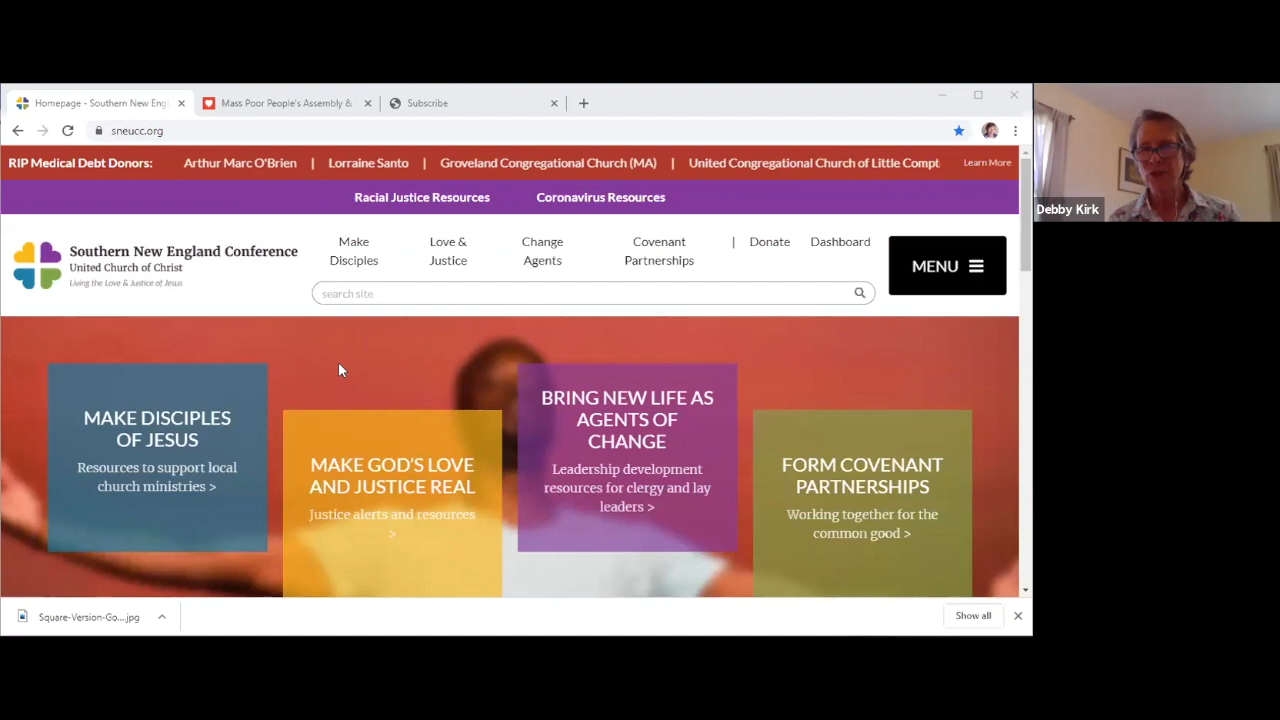 Homepage - Southern New Eng
Mass Poor People's Assembly &
Subscribe
sneucc.org
RIP Medical Debt Donors: Arthur Marc O'Brien | Lorraine Santo | Groveland Congregational Church (MA) | United Congregational Church of Little Compt Learn More
Racial Justice Resources Coronavirus Resources
Southern New England Conference
United Church of Christ
Living the Love & Justice of Jesus
Make
Disciples
Love &
Justice
Change
Agents
Covenant
Partnerships
| Donate Dashboard
search site
MENU
MAKE DISCIPLES
OF JESUS
Resources to support local
church ministries >
MAKE GOD'S LOVE
AND JUSTICE REAL
Justice alerts and resources
>
BRING NEW LIFE AS
AGENTS OF
CHANGE
Leadership development
resources for clergy and lay
leaders >
FORM COVENANT
PARTNERSHIPS
Working together for the
common good >
Debby Kirk
Square-Version-Go....jpg
Show all